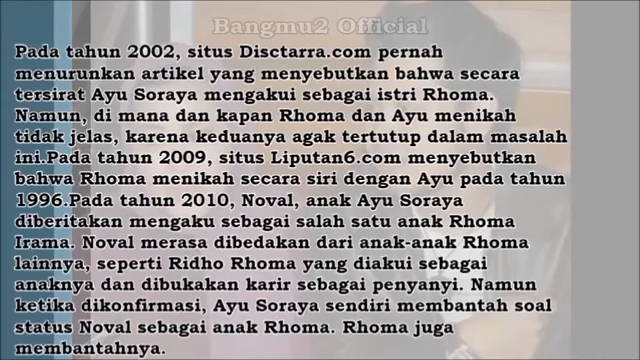 Bangmu2 Official
Pada tahun 2002, situs Disctarra.com pernah
menurunkan artikel yang menyebutkan bahwa secara
tersirat Ayu Soraya mengakui sebagai istri Rhoma.
Namun, di mana dan kapan Rhoma dan Ayu menikah
tidak jelas, karena keduanya agak tertutup dalam masalah
ini.Pada tahun 2009, situs Liputan6.com menyebutkan
bahwa Rhoma menikah secara siri dengan Ayu pada tahun
1996.Pada tahun 2010, Noval, anak Ayu Soraya
diberitakan mengaku sebagai salah satu anak Rhoma
Irama. Noval merasa dibedakan dari anak-anak Rhoma
lainnya, seperti Ridho Rhoma yang diakui sebagai
anaknya dan dibukakan karir sebagai penyanyi. Namun
ketika dikonfirmasi, Ayu Soraya sendiri membantah soal
status Noval sebagai anak Rhoma. Rhoma juga
membantahnya.